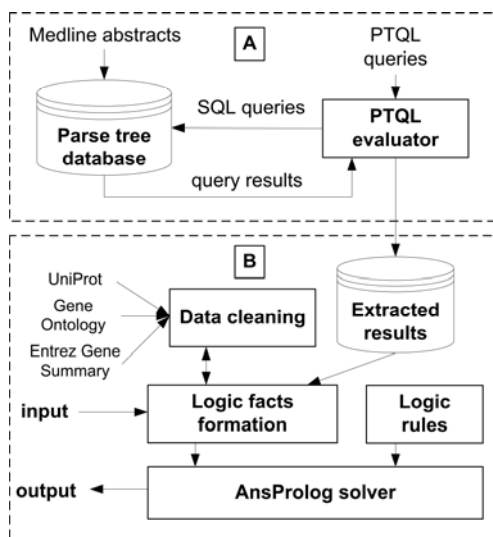 Medline abstracts
A
PTQL
queries
SQL queries
Parse tree
database
PTQL
evaluator
query results
B
UniProt
Gene
Ontology
Entrez Gene
Summary
Data cleaning
Extracted
results
input
Logic facts
formation
Logic
rules
output
AnsProlog solver